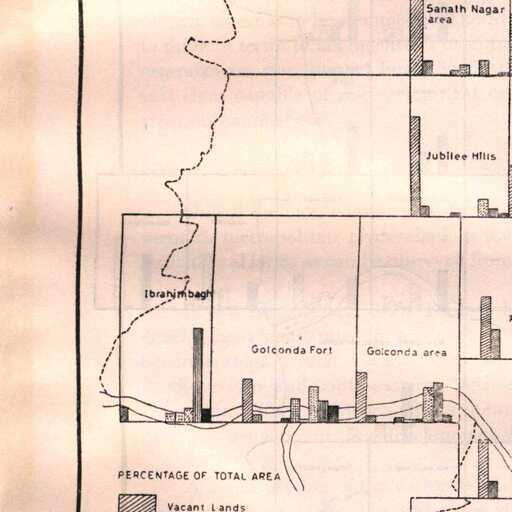 Sanath Nagar
area
Jubilee Hills
Ibrahimbagh
Golconda Fort
Golconda area
PERCENTAGE OF TOTAL AREA
Vacant Lands